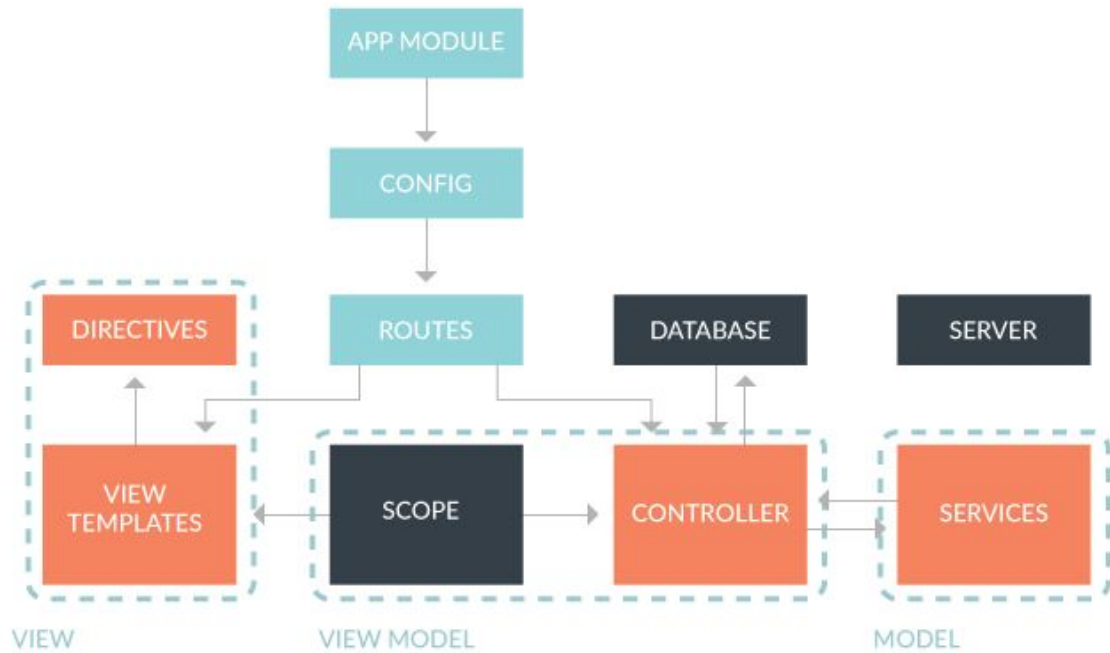 APP MODULE
CONFIG
DIRECTIVES
ROUTES
DATABASE
SERVER
VIEW
TEMPLATES
SCOPE
CONTROLLER
SERVICES
VIEW
VIEW MODEL
MODEL